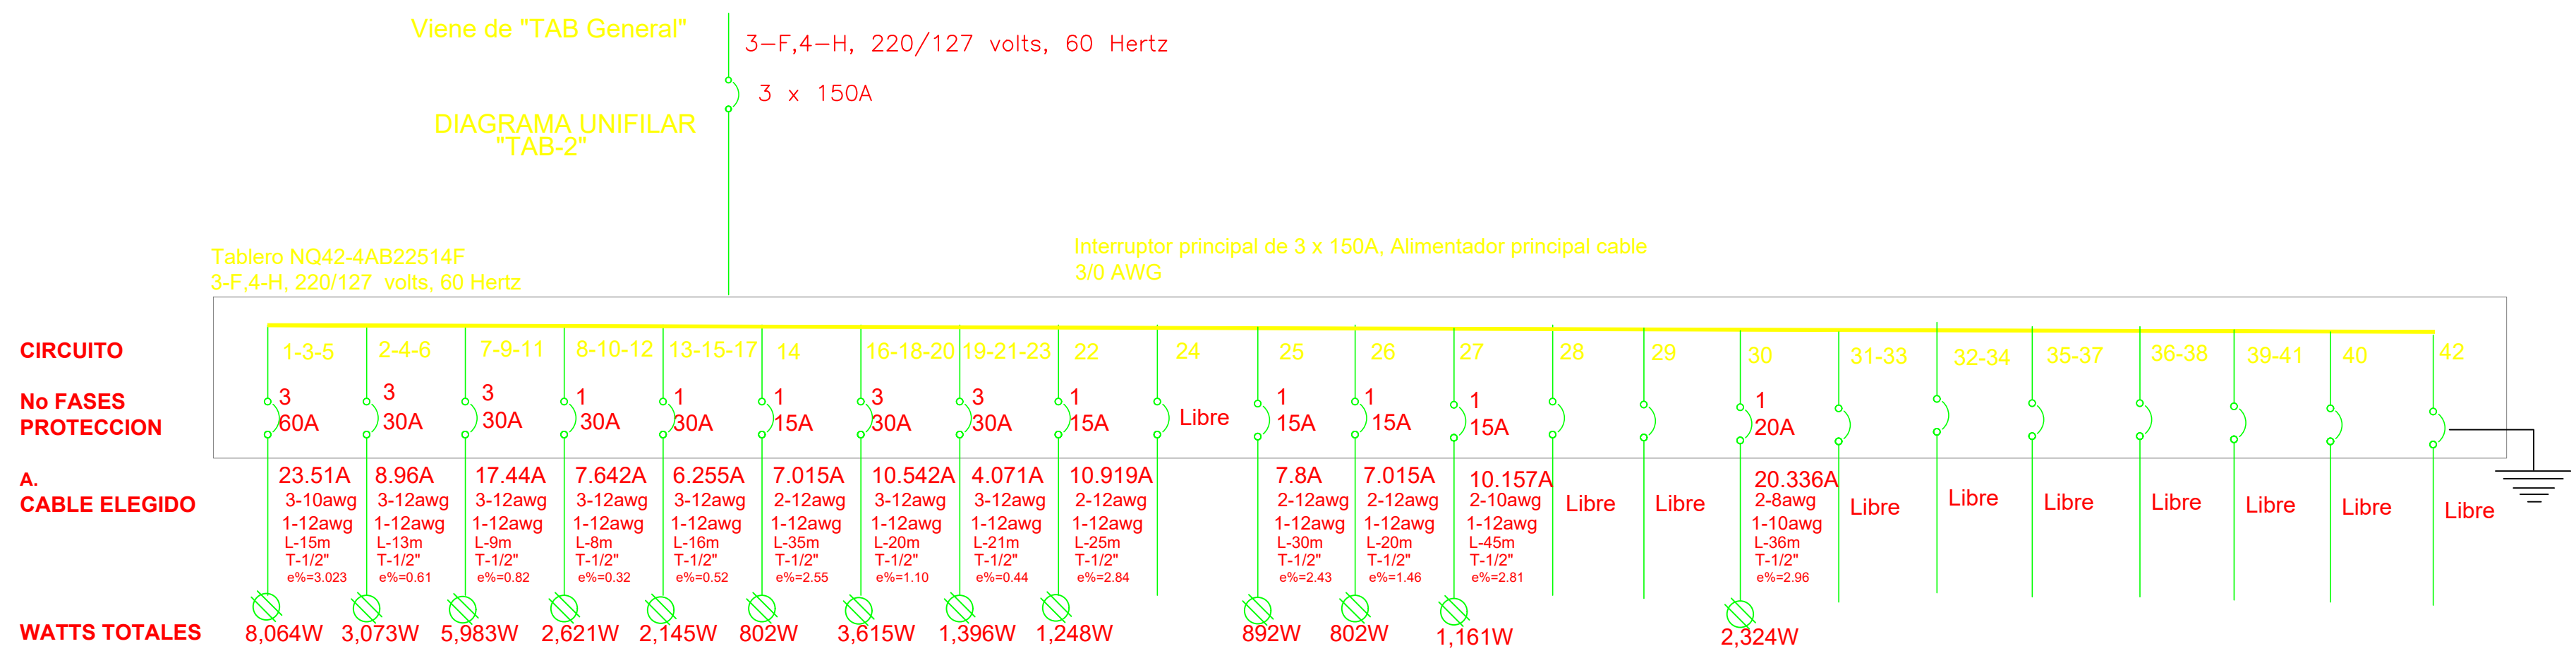 Viene de "TAB General"
3-F,4-H, 220/127 volts, 60 Hertz
3 x 150A
DIAGRAMA UNIFILAR
"TAB-2"
Tablero NQ42-4AB22514F
3-F,4-H, 220/127 volts, 60 Hertz
Interruptor principal de 3 x 150A, Alimentador principal cable
3/0 AWG
CIRCUITO 1-3-5 2-4-6 7-9-11 8-10-12 13-15-17 14 16-18-20 19-21-23 22 24 25 26 27 28 29 30 31-33 32-34 35-37 36-38 39-41 40 42
No FASES 3 3 3 1 1 1 3 3 1 1 1 1 1
PROTECCION 60A 30A 30A 30A 30A 15A 30A 30A 15A Libre 15A 15A 15A 20A
A. 23.51A 8.96A 17.44A 7.642A 6.255A 7.015A 10.542A 4.071A 10.919A 7.8A 7.015A 10.157A 20.336A
CABLE ELEGIDO 3-10awg 3-12awg 3-12awg 3-12awg 3-12awg 2-12awg 3-12awg 3-12awg 2-12awg 2-12awg 2-12awg 2-10awg Libre Libre 2-8awg Libre Libre Libre Libre Libre Libre Libre
1-12awg 1-12awg 1-12awg 1-12awg 1-12awg 1-12awg 1-12awg 1-12awg 1-12awg 1-12awg 1-12awg 1-12awg 1-10awg
L-15m L-13m L-9m L-8m L-16m L-35m L-20m L-21m L-25m L-30m L-20m L-45m L-36m
T-1/2" T-1/2" T-1/2" T-1/2" T-1/2" T-1/2" T-1/2" T-1/2" T-1/2" T-1/2" T-1/2" T-1/2" T-1/2"
e%=3.023 e%=0.61 e%=0.82 e%=0.32 e%=0.52 e%=2.55 e%=1.10 e%=0.44 e%=2.84 e%=2.43 e%=1.46 e%=2.81 e%=2.96
WATTS TOTALES 8,064W 3,073W 5,983W 2,621W 2,145W 802W 3,615W 1,396W 1,248W 892W 802W 1,161W 2,324W